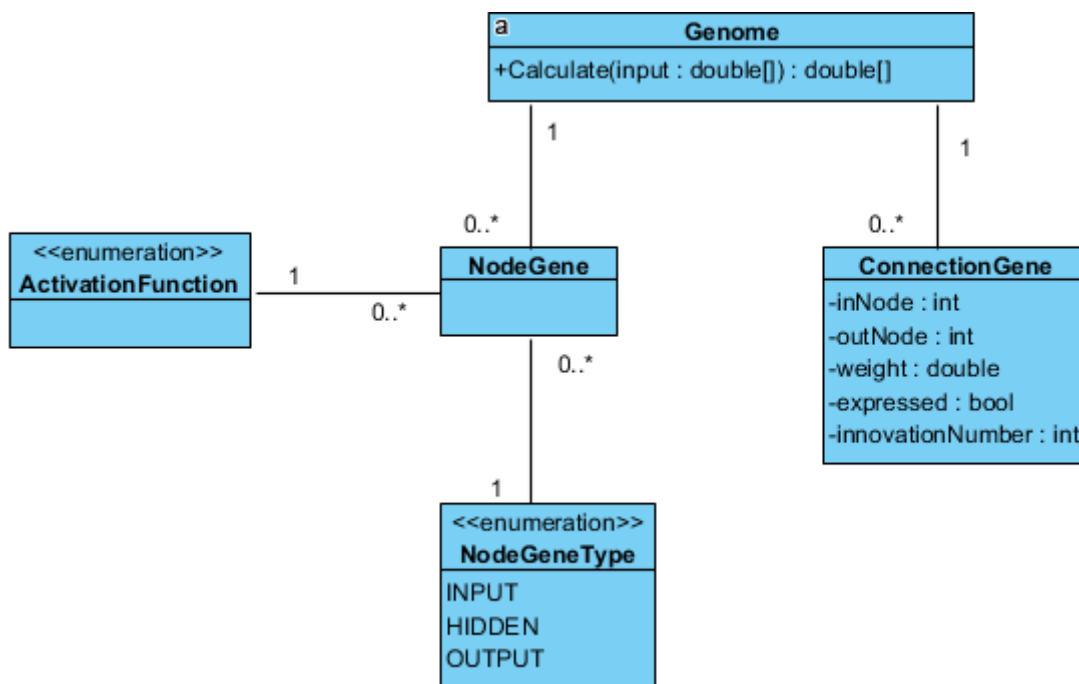 a
Genome
+Calculate(input : double[]) : double[]
1
1
0..*
0..*
<<enumeration>>
ActivationFunction
1
0..*
NodeGene
ConnectionGene
-inNode : int
-outNode : int
-weight : double
-expressed : bool
-innovationNumber : int
0..*
1
<<enumeration>>
NodeGeneType
INPUT
HIDDEN
OUTPUT